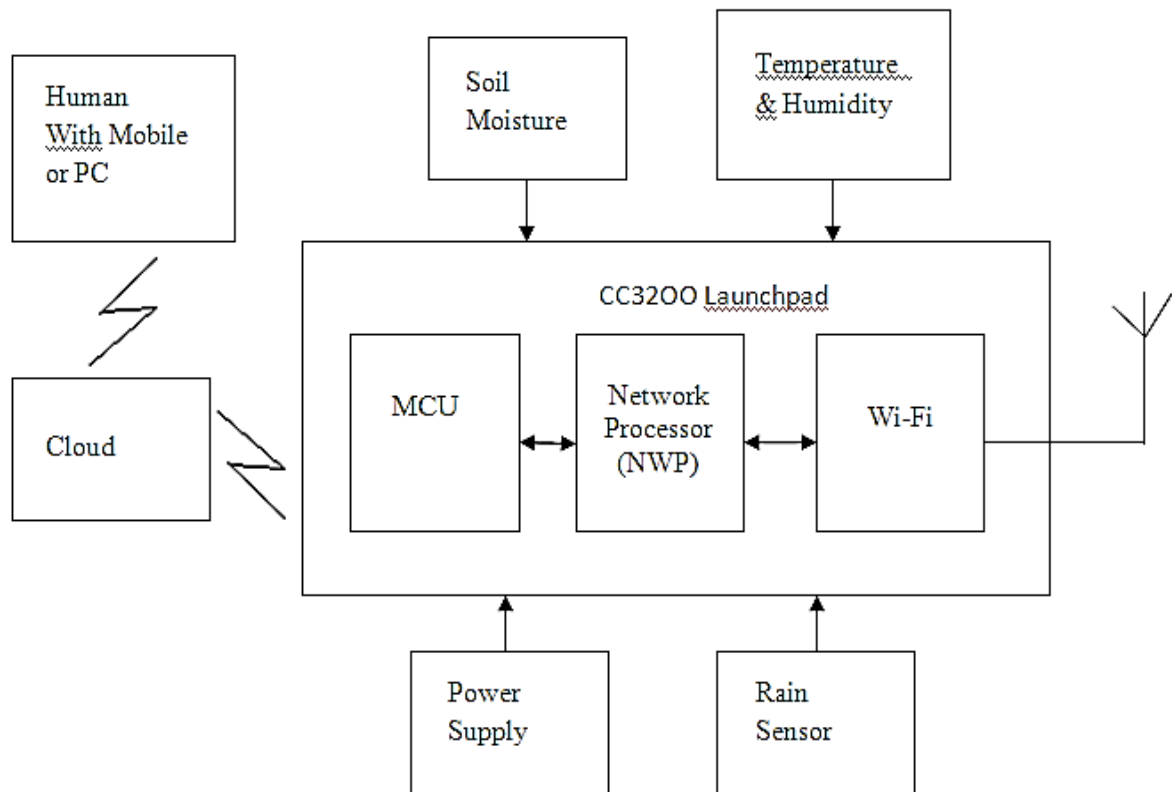 Human
With Mobile
or PC
Soil
Moisture
Temperature
& Humidity
CC32OO Launchpad
MCU
Network
Processor
(NWP)
Wi-Fi
Cloud
Power
Supply
Rain
Sensor